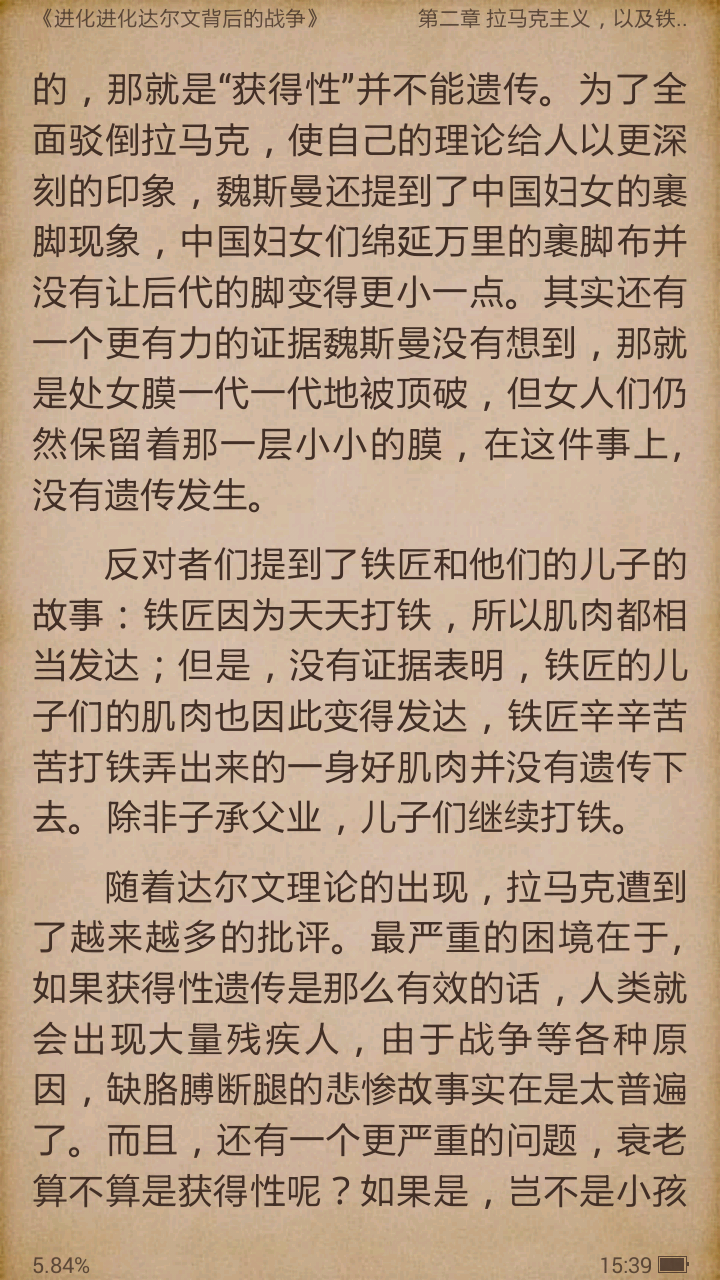 《进化进化达尔文背后的战争》 第二章 拉马克主义，以及铁..
的，那就是“获得性”并不能遗传。为了全
面驳倒拉马克，使自己的理论给人以更深
刻的印象，魏斯曼还提到了中国妇女的裹
脚现象，中国妇女们绵延万里的裹脚布并
没有让后代的脚变得更小一点。其实还有
一个更有力的证据魏斯曼没有想到，那就
是处女膜一代一代地被顶破，但女人们仍
然保留着那一层小小的膜，在这件事上，
没有遗传发生。
反对者们提到了铁匠和他们的儿子的
故事：铁匠因为天天打铁，所以肌肉都相
当发达；但是，没有证据表明，铁匠的儿
子们的肌肉也因此变得发达，铁匠辛辛苦
苦打铁弄出来的一身好肌肉并没有遗传下
去。除非子承父业，儿子们继续打铁。
随着达尔文理论的出现，拉马克遭到
了越来越多的批评。最严重的困境在于，
如果获得性遗传是那么有效的话，人类就
会出现大量残疾人，由于战争等各种原
因，缺胳膊断腿的悲惨故事实在是太普遍
了。而且，还有一个更严重的问题，衰老
算不算是获得性呢？如果是，岂不是小孩
5.84% 15:39